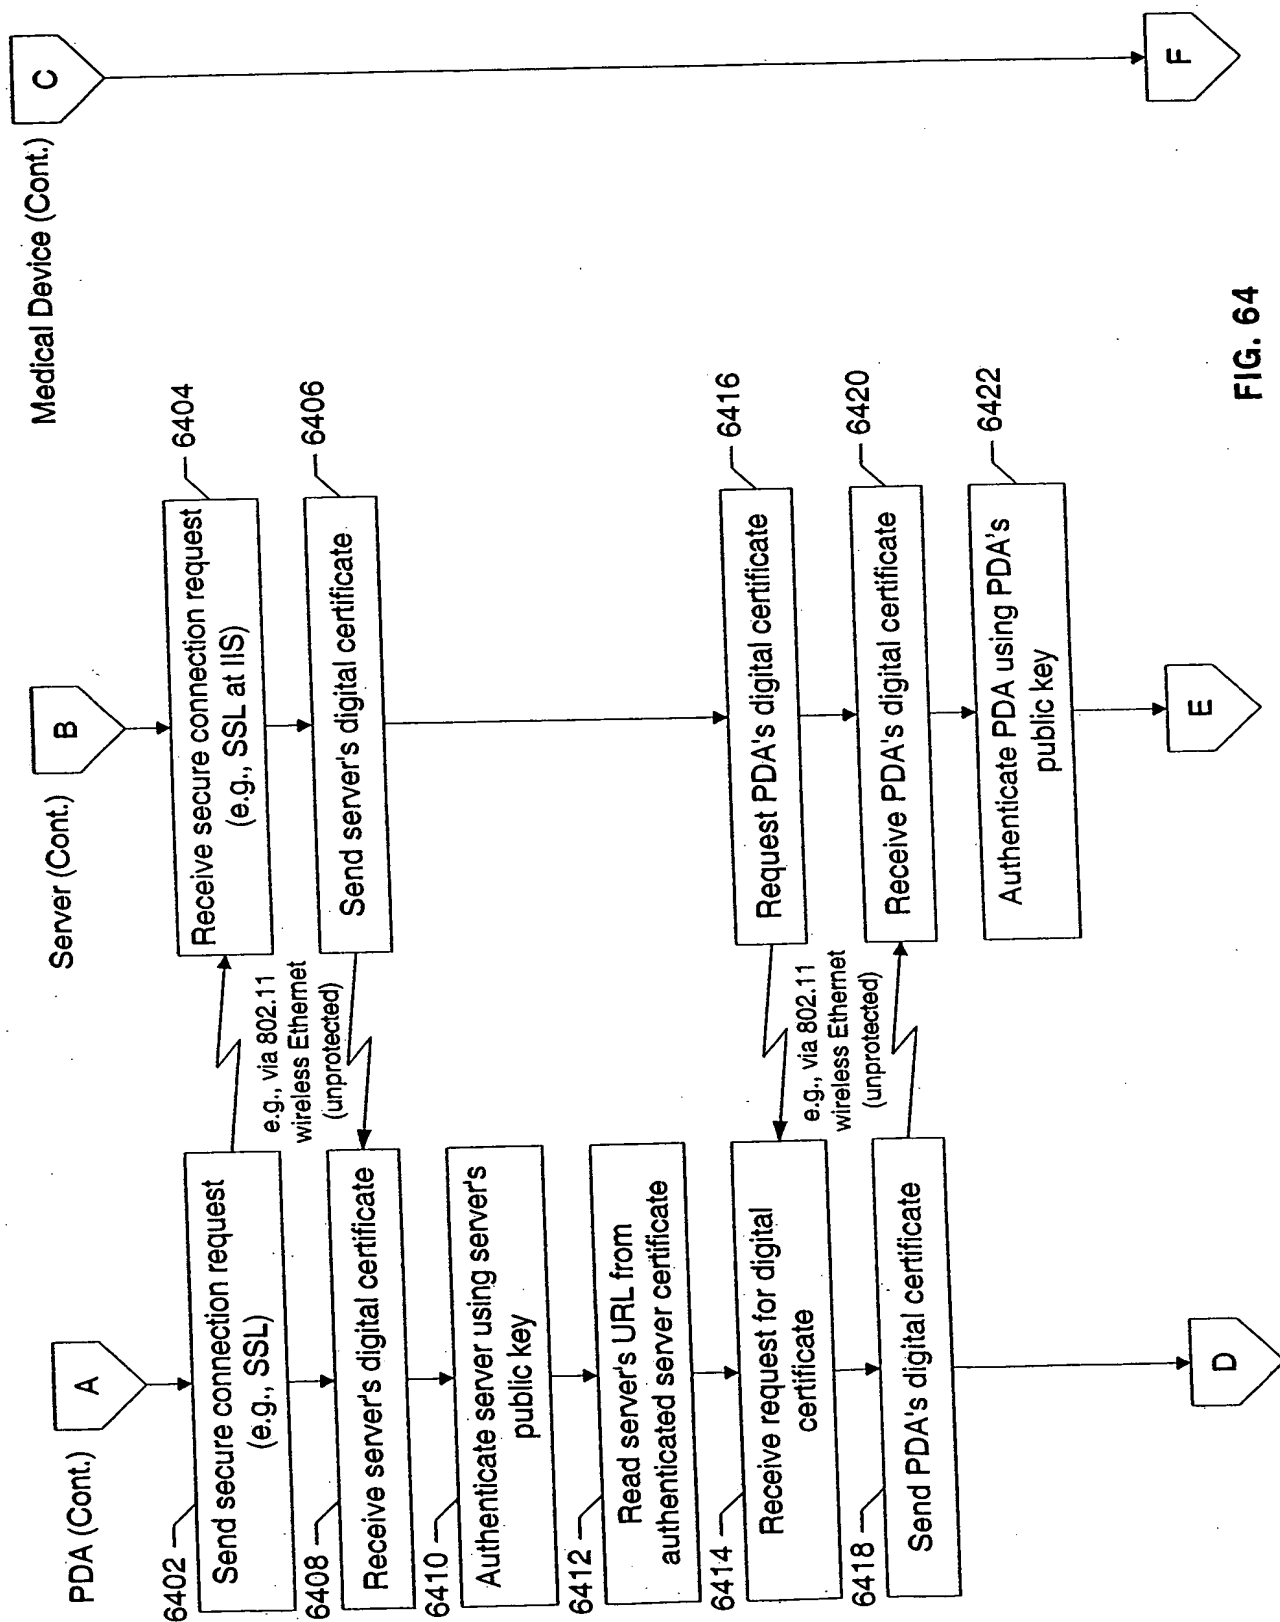 PDA (Cont.)
A
6402
Send secure connection request
(e.g., SSL)
6408
Receive server's digital certificate
6410
Authenticate server using server's
public key
6412
Read server's URL from
authenticated server certificate
6414
Receive request for digital
certificate
6418
Send PDA's digital certificate
D
e.g., via 802.11
wireless Ethernet
(unprotected)
e.g., via 802.11
wireless Ethernet
(unprotected)
Server (Cont.)
B
Receive secure connection request
(e.g., SSL at IIS)
6404
Send server's digital certificate
6406
Request PDA's digital certificate
6416
Receive PDA's digital certificate
6420
Authenticate PDA using PDA's
public key
6422
E
Medical Device (Cont.)
C
F
FIG. 64